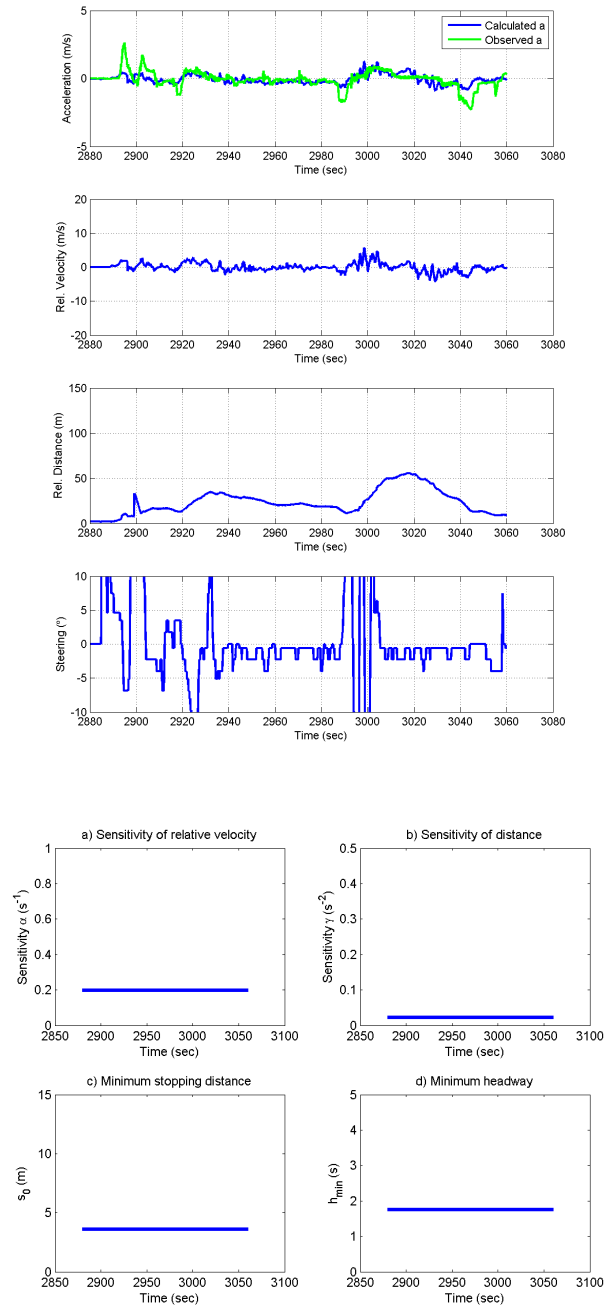 Calculated a
Observed a
Acceleration (m/s)
5
0
-5
2880 2900 2920 2940 2960 2980 3000 3020 3040 3060 3080
Time (sec)
Rel. Velocity (m/s)
20
10
0
-10
-20
2880 2900 2920 2940 2960 2980 3000 3020 3040 3060 3080
Time (sec)
Rel. Distance (m)
150
100
50
0
2880 2900 2920 2940 2960 2980 3000 3020 3040 3060 3080
Time (sec)
Steering (°)
10
5
0
-5
-10
2880 2900 2920 2940 2960 2980 3000 3020 3040 3060 3080
Time (sec)
a) Sensitivity of relative velocity
Sensitivity α (s⁻¹)
1
0.8
0.6
0.4
0.2
0
2850 2900 2950 3000 3050 3100
Time (sec)
b) Sensitivity of distance
Sensitivity γ (s⁻²)
0.5
0.4
0.3
0.2
0.1
0
2850 2900 2950 3000 3050 3100
Time (sec)
c) Minimum stopping distance
s₀ (m)
15
10
5
0
2850 2900 2950 3000 3050 3100
Time (sec)
d) Minimum headway
h_min (s)
5
4
3
2
1
0
2850 2900 2950 3000 3050 3100
Time (sec)